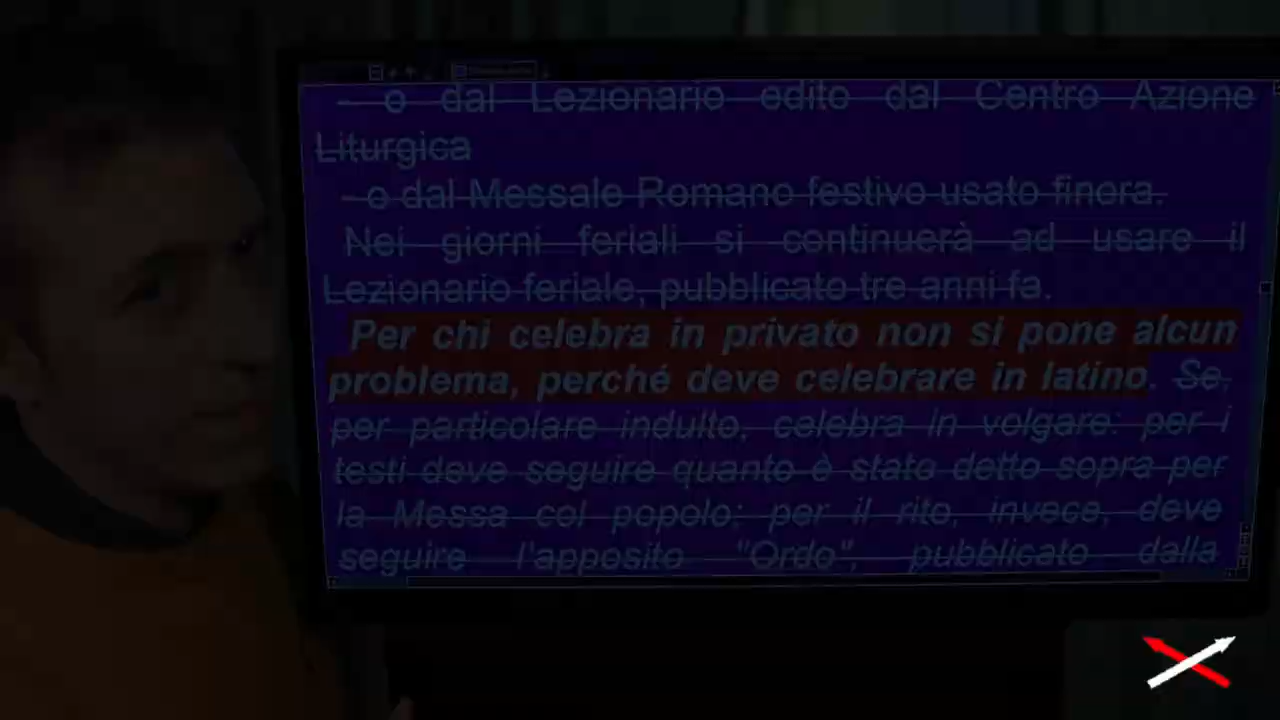 – o dal Lezionario edito dal Centro Azione
Liturgica
– o dal Messale Romano festivo usato finora.
Nei giorni feriali si continuerà ad usare il
Lezionario feriale, pubblicato tre anni fa.
Per chi celebra in privato non si pone alcun
problema, perché deve celebrare in latino. Se,
per particolare indulto, celebra in volgare: per i
testi deve seguire quanto è stato detto sopra per
la Messa col popolo; per il rito, invece, deve
seguire l'apposito "Ordo", pubblicato dalla